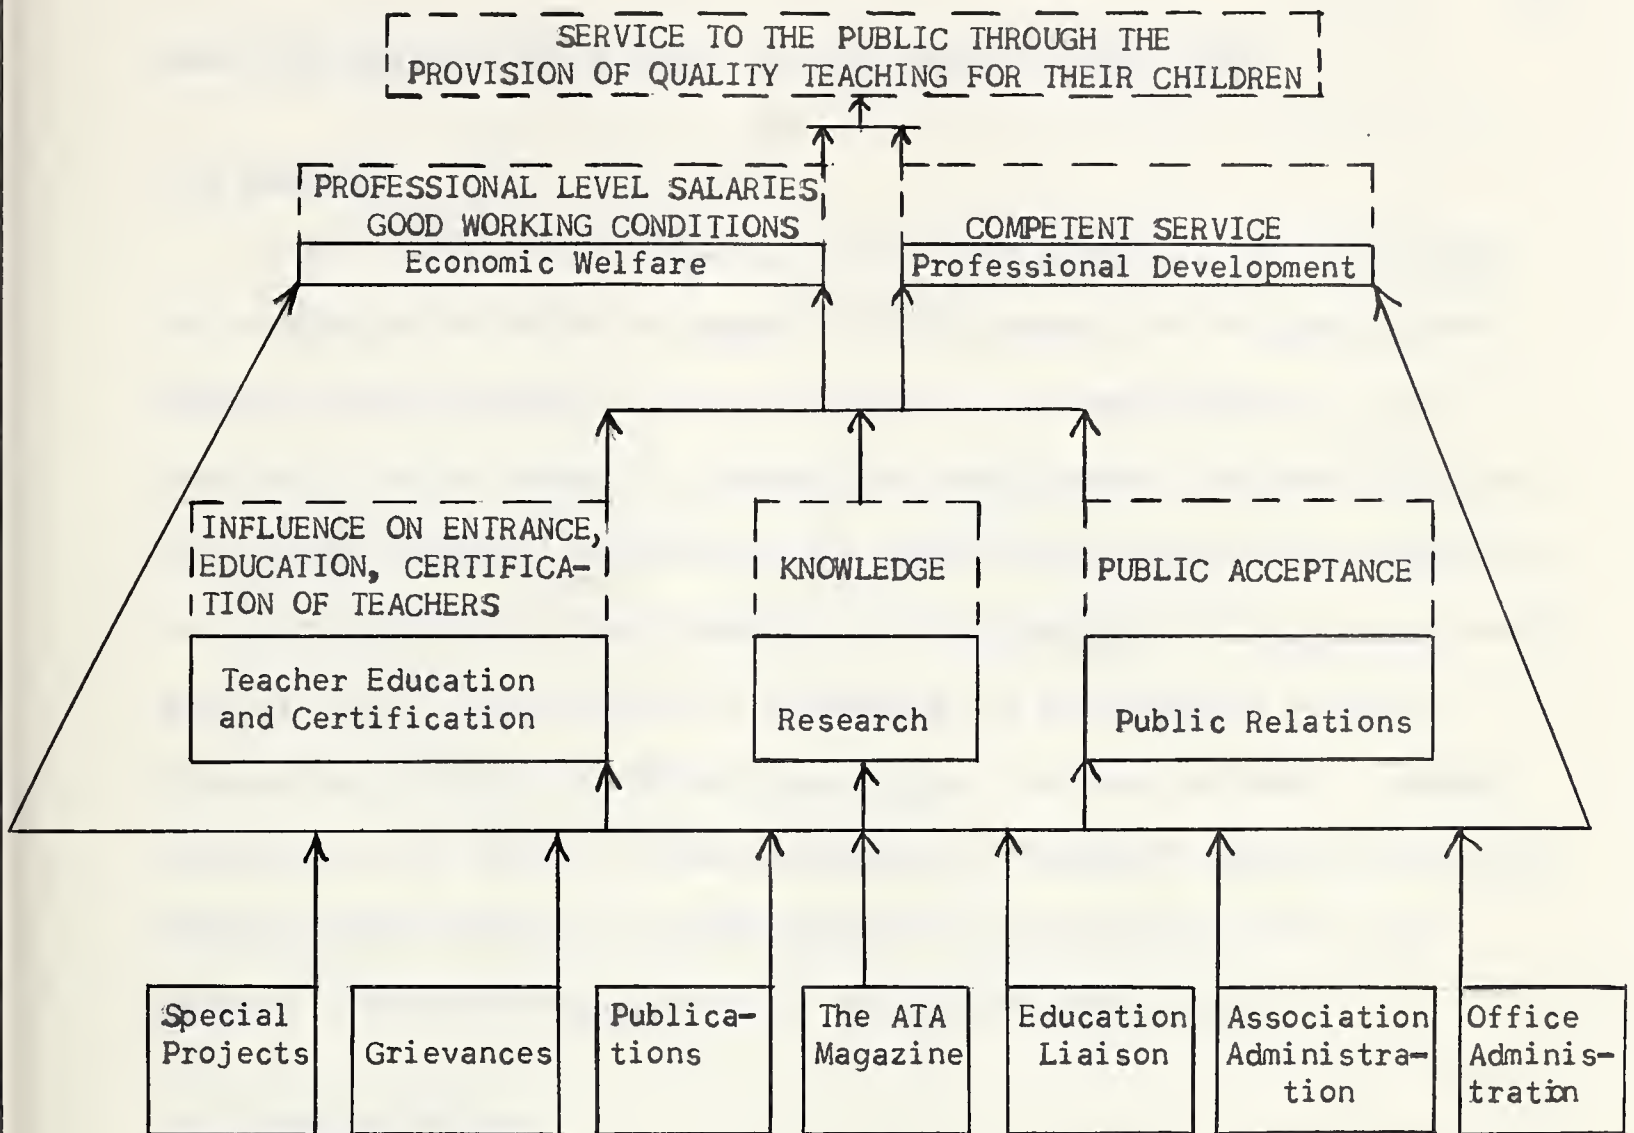 SERVICE TO THE PUBLIC THROUGH THE
PROVISION OF QUALITY TEACHING FOR THEIR CHILDREN
PROFESSIONAL LEVEL SALARIES
GOOD WORKING CONDITIONS
Economic Welfare
COMPETENT SERVICE
Professional Development
INFLUENCE ON ENTRANCE,
EDUCATION, CERTIFICA-
TION OF TEACHERS
Teacher Education
and Certification
KNOWLEDGE
Research
PUBLIC ACCEPTANCE
Public Relations
Special
Projects
Grievances
Publica-
tions
The ATA
Magazine
Education
Liaison
Association
Administra-
tion
Office
Adminis-
tration